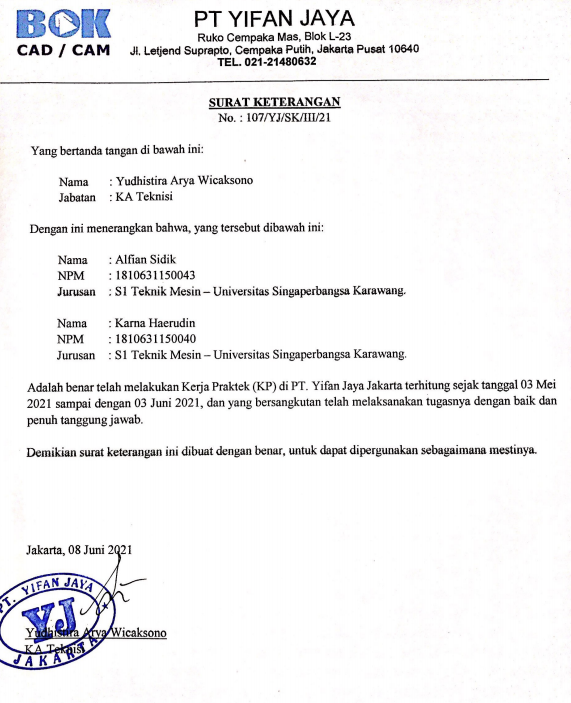 BOK
CAD / CAM
PT YIFAN JAYA
Ruko Cempaka Mas, Blok L-23
Jl. Letjend Suprapto, Cempaka Putih, Jakarta Pusat 10640
TEL. 021-21480632
SURAT KETERANGAN
No. : 107/YJ/SK/III/21
Yang bertanda tangan di bawah ini:
Nama : Yudhistira Arya Wicaksono
Jabatan : KA Teknisi
Dengan ini menerangkan bahwa, yang tersebut dibawah ini:
Nama : Alfian Sidik
NPM : 1810631150043
Jurusan : S1 Teknik Mesin – Universitas Singaperbangsa Karawang.
Nama : Karna Haerudin
NPM : 1810631150040
Jurusan : S1 Teknik Mesin – Universitas Singaperbangsa Karawang.
Adalah benar telah melakukan Kerja Praktek (KP) di PT. Yifan Jaya Jakarta terhitung sejak tanggal 03 Mei
2021 sampai dengan 03 Juni 2021, dan yang bersangkutan telah melaksanakan tugasnya dengan baik dan
penuh tanggung jawab.
Demikian surat keterangan ini dibuat dengan benar, untuk dapat dipergunakan sebagaimana mestinya.
Jakarta, 08 Juni 2021
PT. YIFAN JAYA
YJ
JAKARTA
Yudhistira Arya Wicaksono
KA Teknisi